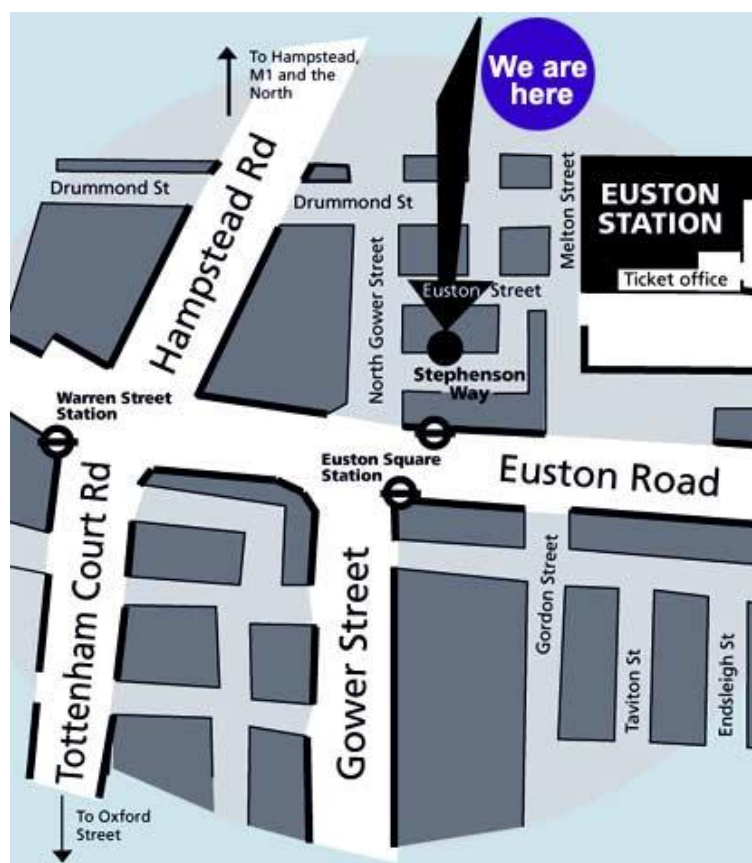 To Hampstead,
M1 and the
North
We are
here
Hampstead Rd
Drummond St
Drummond St
North Gower Street
Melton Street
EUSTON
STATION
Ticket office
Euston Street
Stephenson
Way
Warren Street
Station
Euston Square
Station
Euston Road
Tottenham Court Rd
Gower Street
Gordon Street
Taviton St
Endsleigh St
To Oxford
Street